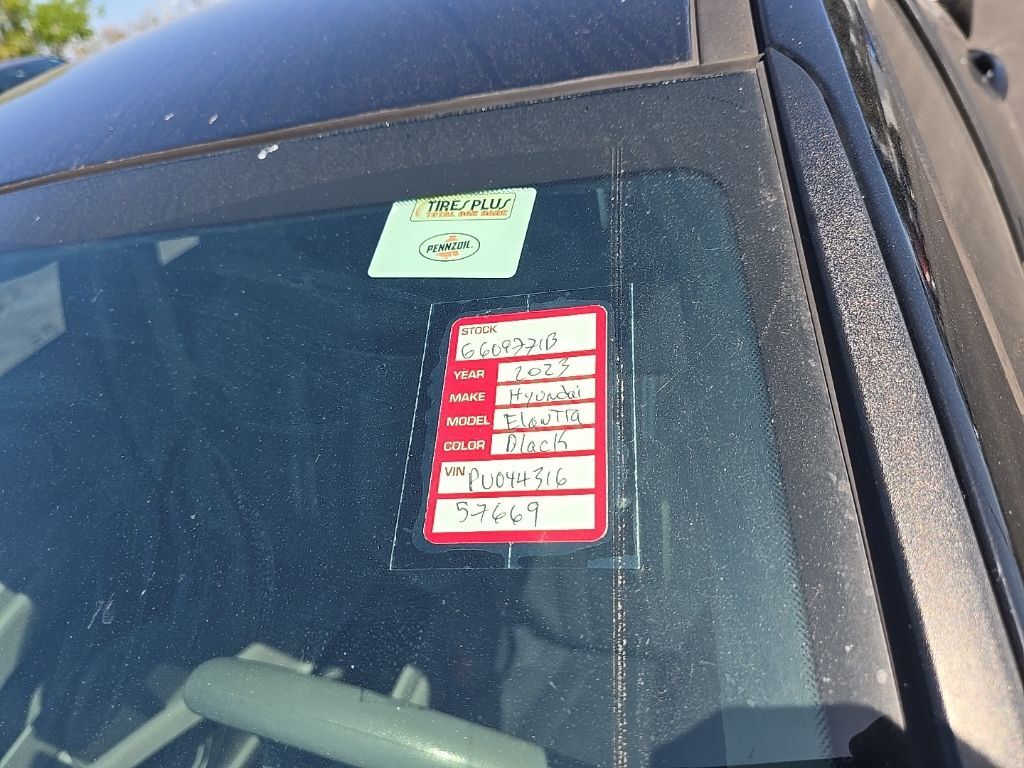 TIRES PLUS
TOTAL CAR CARE
PENNZOIL
STOCK
6609771B
YEAR 2023
MAKE Hyundai
MODEL Elantra
COLOR Black
VIN PU044316
57669